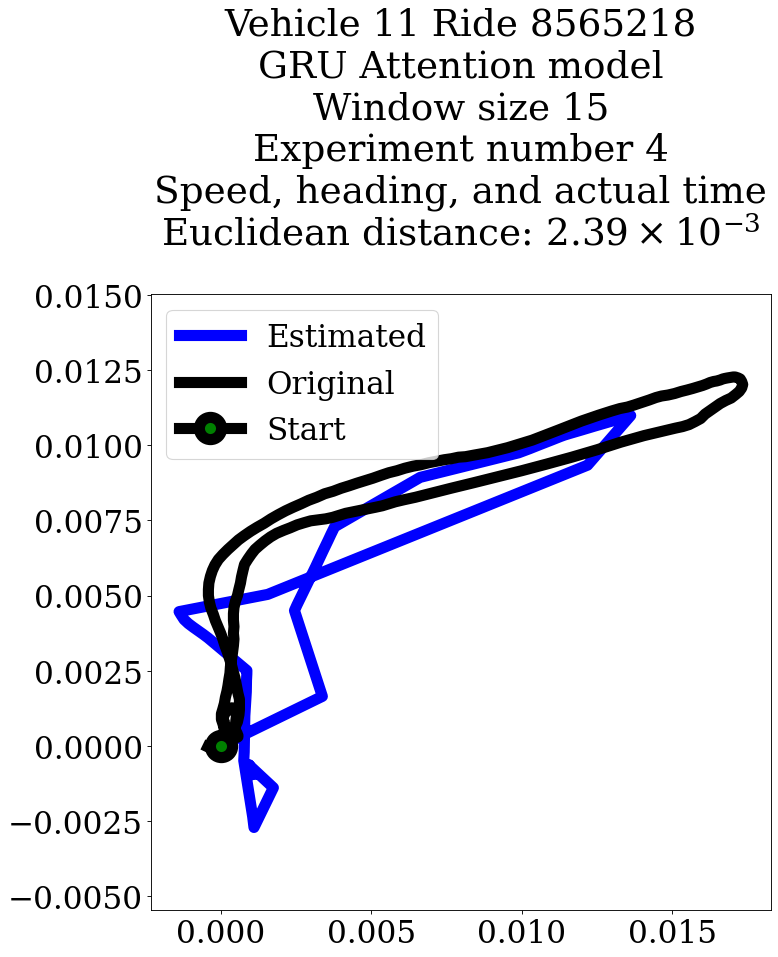 Vehicle 11 Ride 8565218
GRU Attention model
Window size 15
Experiment number 4
Speed, heading, and actual time
Euclidean distance: 2.39 × 10⁻³
0.0150
0.0125
0.0100
0.0075
0.0050
0.0025
0.0000
−0.0025
−0.0050
Estimated
Original
Start
0.000 0.005 0.010 0.015